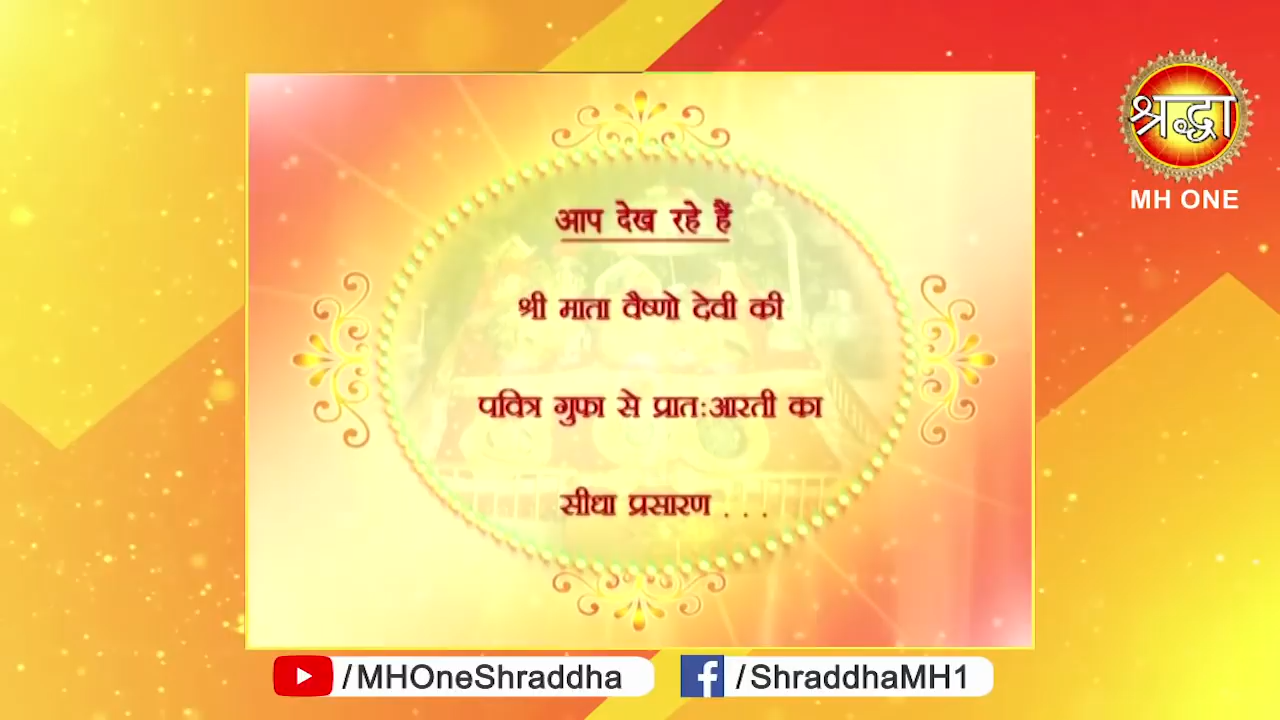 श्रद्धा
MH ONE
आप देख रहे हैं
श्री माता वैष्णो देवी की
पवित्र गुफा से प्रातःआरती का
सीधा प्रसारण . . .
/MHOneShraddha
/ShraddhaMH1